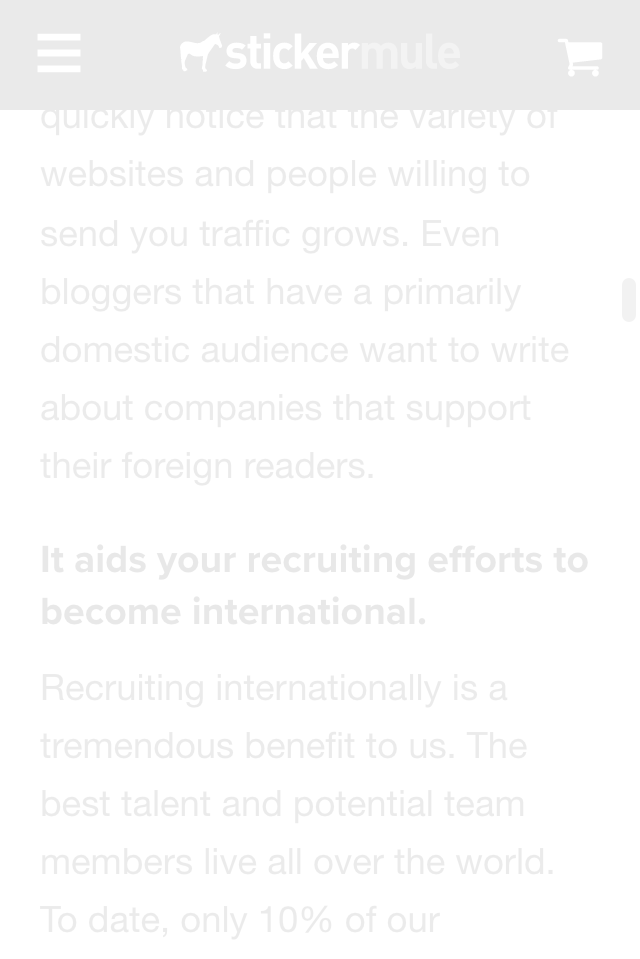 stickermule
quickly notice that the variety of
websites and people willing to
send you traffic grows. Even
bloggers that have a primarily
domestic audience want to write
about companies that support
their foreign readers.
It aids your recruiting efforts to
become international.
Recruiting internationally is a
tremendous benefit to us. The
best talent and potential team
members live all over the world.
To date, only 10% of our